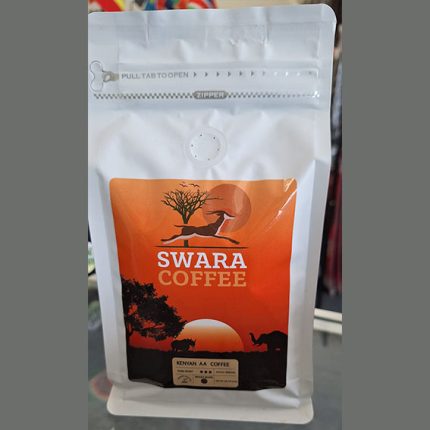 PULL TAB TO OPEN
ZIPPER
SWARA
COFFEE
KENYAN AA COFFEE